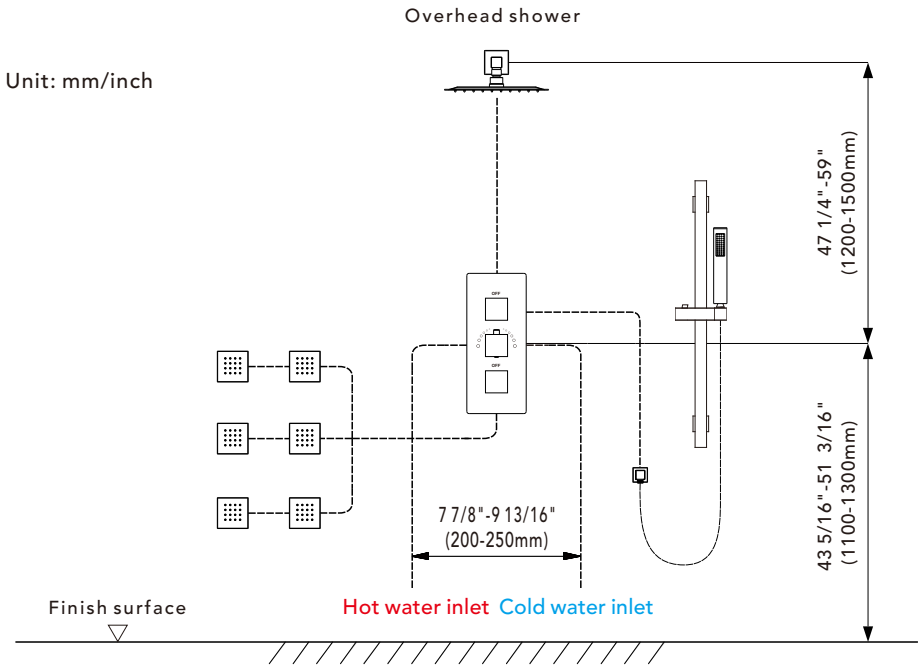 Overhead shower
Unit: mm/inch
47 1/4"-59"
(1200-1500mm)
OFF
OFF
43 5/16"-51 3/16"
(1100-1300mm)
7 7/8"-9 13/16"
(200-250mm)
Hot water inlet Cold water inlet
Finish surface